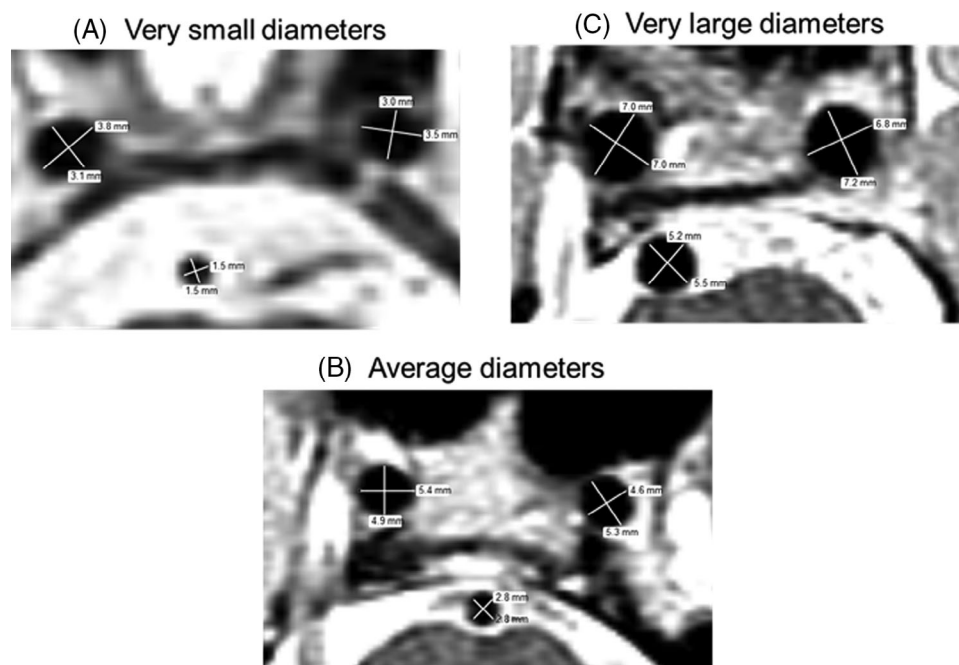 (A) Very small diameters
3.8 mm
3.1 mm
3.0 mm
3.5 mm
1.5 mm
1.5 mm
(C) Very large diameters
7.0 mm
7.0 mm
6.8 mm
7.2 mm
5.2 mm
5.5 mm
(B) Average diameters
5.4 mm
4.9 mm
4.6 mm
5.3 mm
2.8 mm
2.8 mm